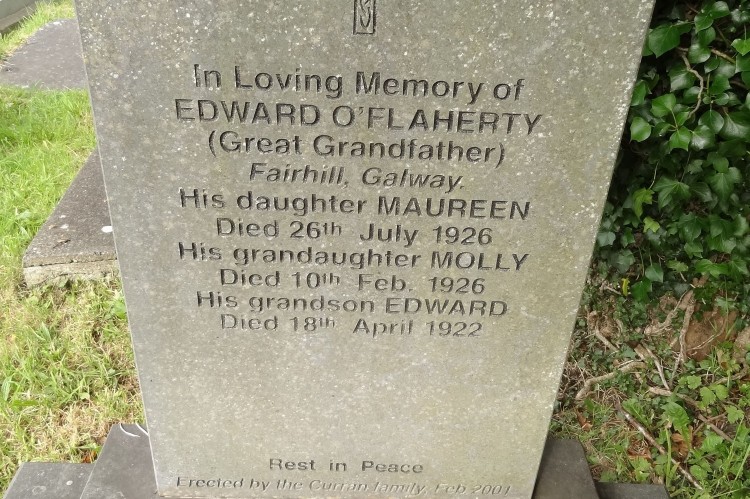 In Loving Memory of
EDWARD O'FLAHERTY
(Great Grandfather)
Fairhill, Galway.
His daughter MAUREEN
Died 26th July 1926
His grandaughter MOLLY
Died 10th Feb. 1926
His grandson EDWARD
Died 18th April 1922
Rest in Peace
Erected by the Curran family, Feb 2001